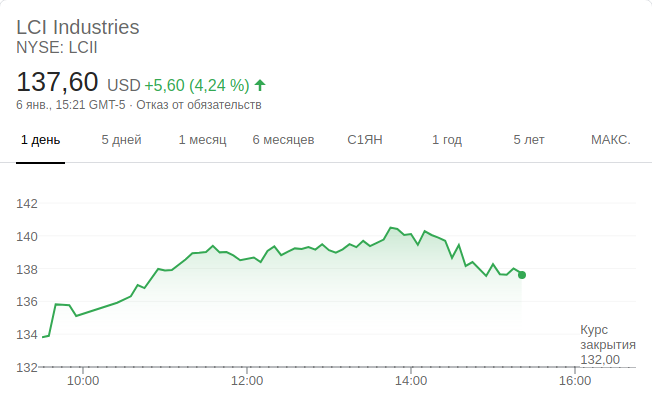 LCI Industries
NYSE: LCII
137,60 USD +5,60 (4,24 %)
6 янв., 15:21 GMT-5 · Отказ от обязательств
1 день 5 дней 1 месяц 6 месяцев С1ЯН 1 год 5 лет МАКС.
142
140
138
136
134
132
Курс
закрытия
132,00
10:00 12:00 14:00 16:00